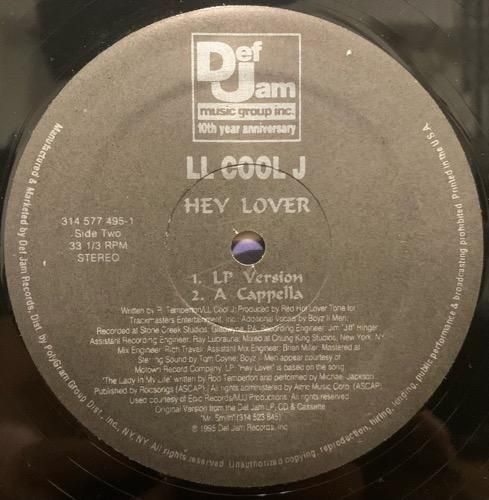 Def
Jam
music group inc.
10th year anniversary
LL COOL J
HEY LOVER
314 577 495-1
Side Two
33 1/3 RPM
STEREO
1. LP Version
2. A Cappella
Written by R. Temperton/LL Cool J; Produced by Red Hot Lover Tone for
Trackmasters Entertainment, Inc.; Additional Vocals by Boyz II Men;
Recorded at Stone Creek Studios, Gladwyne, PA; Recording Engineer: Jim "Jiff" Hinger
Assistant Recording Engineer: Ray Lubrauna; Mixed at Chung King Studios, New York, NY
Mix Engineer: Rich Travali; Assistant Mix Engineer: Brian Miller; Mastered at
Sterling Sound by Tom Coyne; Boyz II Men appear courtesy of
Motown Record Company, L.P; "Hey Lover" is based on the song
"The Lady In My Life" written by Rod Temperton and performed by Michael Jackson.
Published by Rodsongs (ASCAP); All rights administered by Almo Music Corp. (ASCAP).
Used courtesy of Epic Records/MJJ Productions. All rights reserved
Original Version from the Def Jam LP, CD & Cassette
"Mr. Smith" (314 523 845)
℗ 1995 Def Jam Records, Inc
Manufactured & Marketed by Def Jam Records, Dist. by PolyGram Group Dist., Inc., NY, NY. All rights reserved. Unauthorized copying, reproduction, hiring, lending, public performance & broadcasting prohibited. Printed in the U.S.A